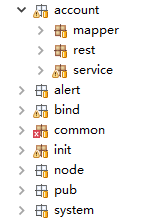 account
mapper
rest
service
alert
bind
common
init
node
pub
system